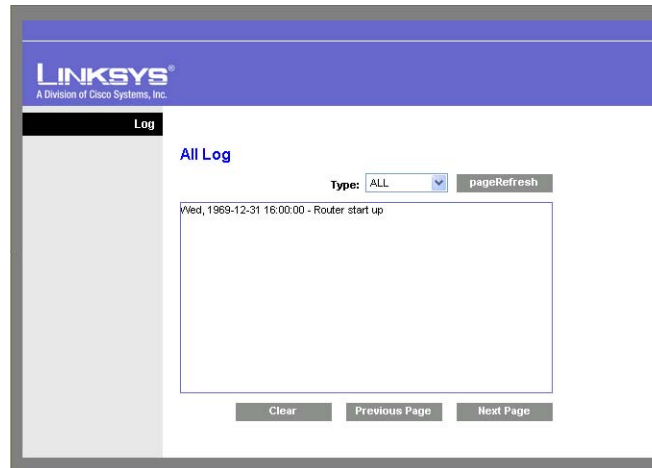 LINKSYS®
A Division of Cisco Systems, Inc.
Log
All Log
Type: ALL pageRefresh
Wed, 1969-12-31 16:00:00 - Router start up
Clear Previous Page Next Page